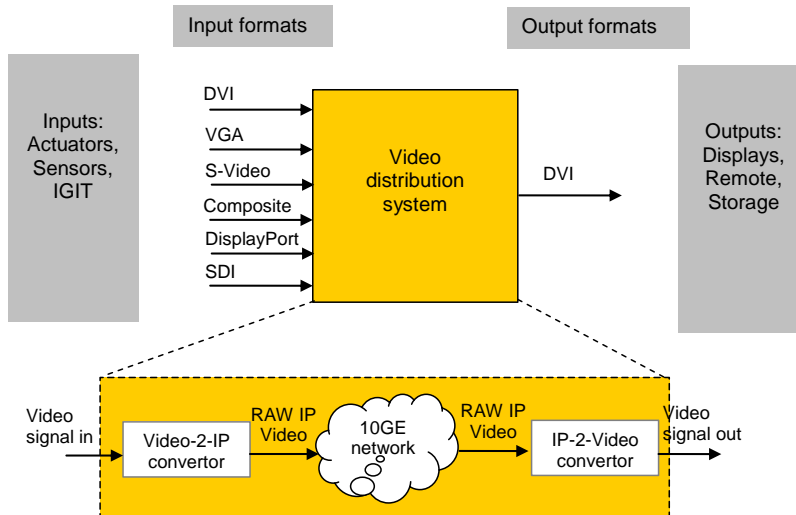 Input formats
Output formats
Inputs:
Actuators,
Sensors,
IGIT
DVI
VGA
S-Video
Composite
DisplayPort
SDI
Video
distribution
system
DVI
Outputs:
Displays,
Remote,
Storage
Video
signal in
Video-2-IP
convertor
RAW IP
Video
10GE
network
RAW IP
Video
IP-2-Video
convertor
Video
signal out